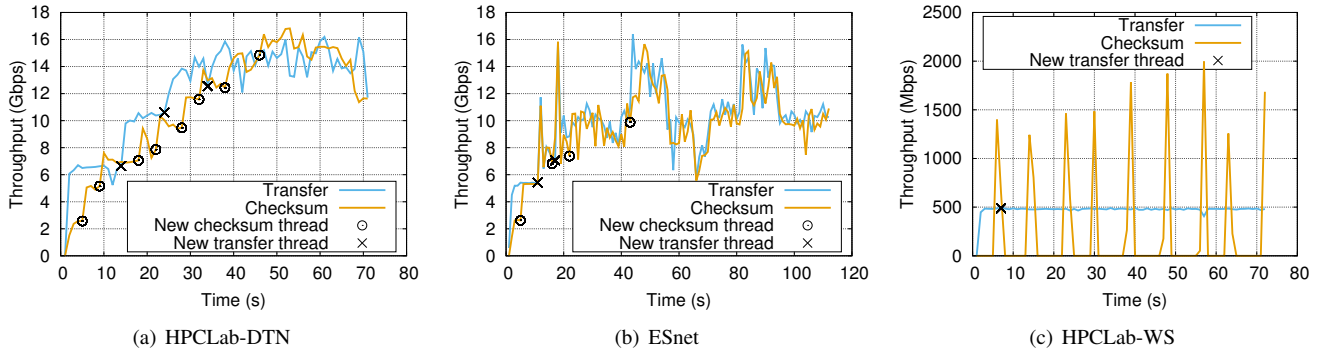 Throughput (Gbps)
18
16
14
12
10
8
6
4
2
0
Transfer
Checksum
New checksum thread
New transfer thread
0 10 20 30 40 50 60 70 80
Time (s)
(a) HPCLab-DTN
Throughput (Gbps)
18
16
14
12
10
8
6
4
2
0
Transfer
Checksum
New checksum thread
New transfer thread
0 20 40 60 80 100 120
Time (s)
(b) ESnet
Throughput (Mbps)
2500
2000
1500
1000
500
0
Transfer
Checksum
New transfer thread
0 10 20 30 40 50 60 70 80
Time (s)
(c) HPCLab-WS